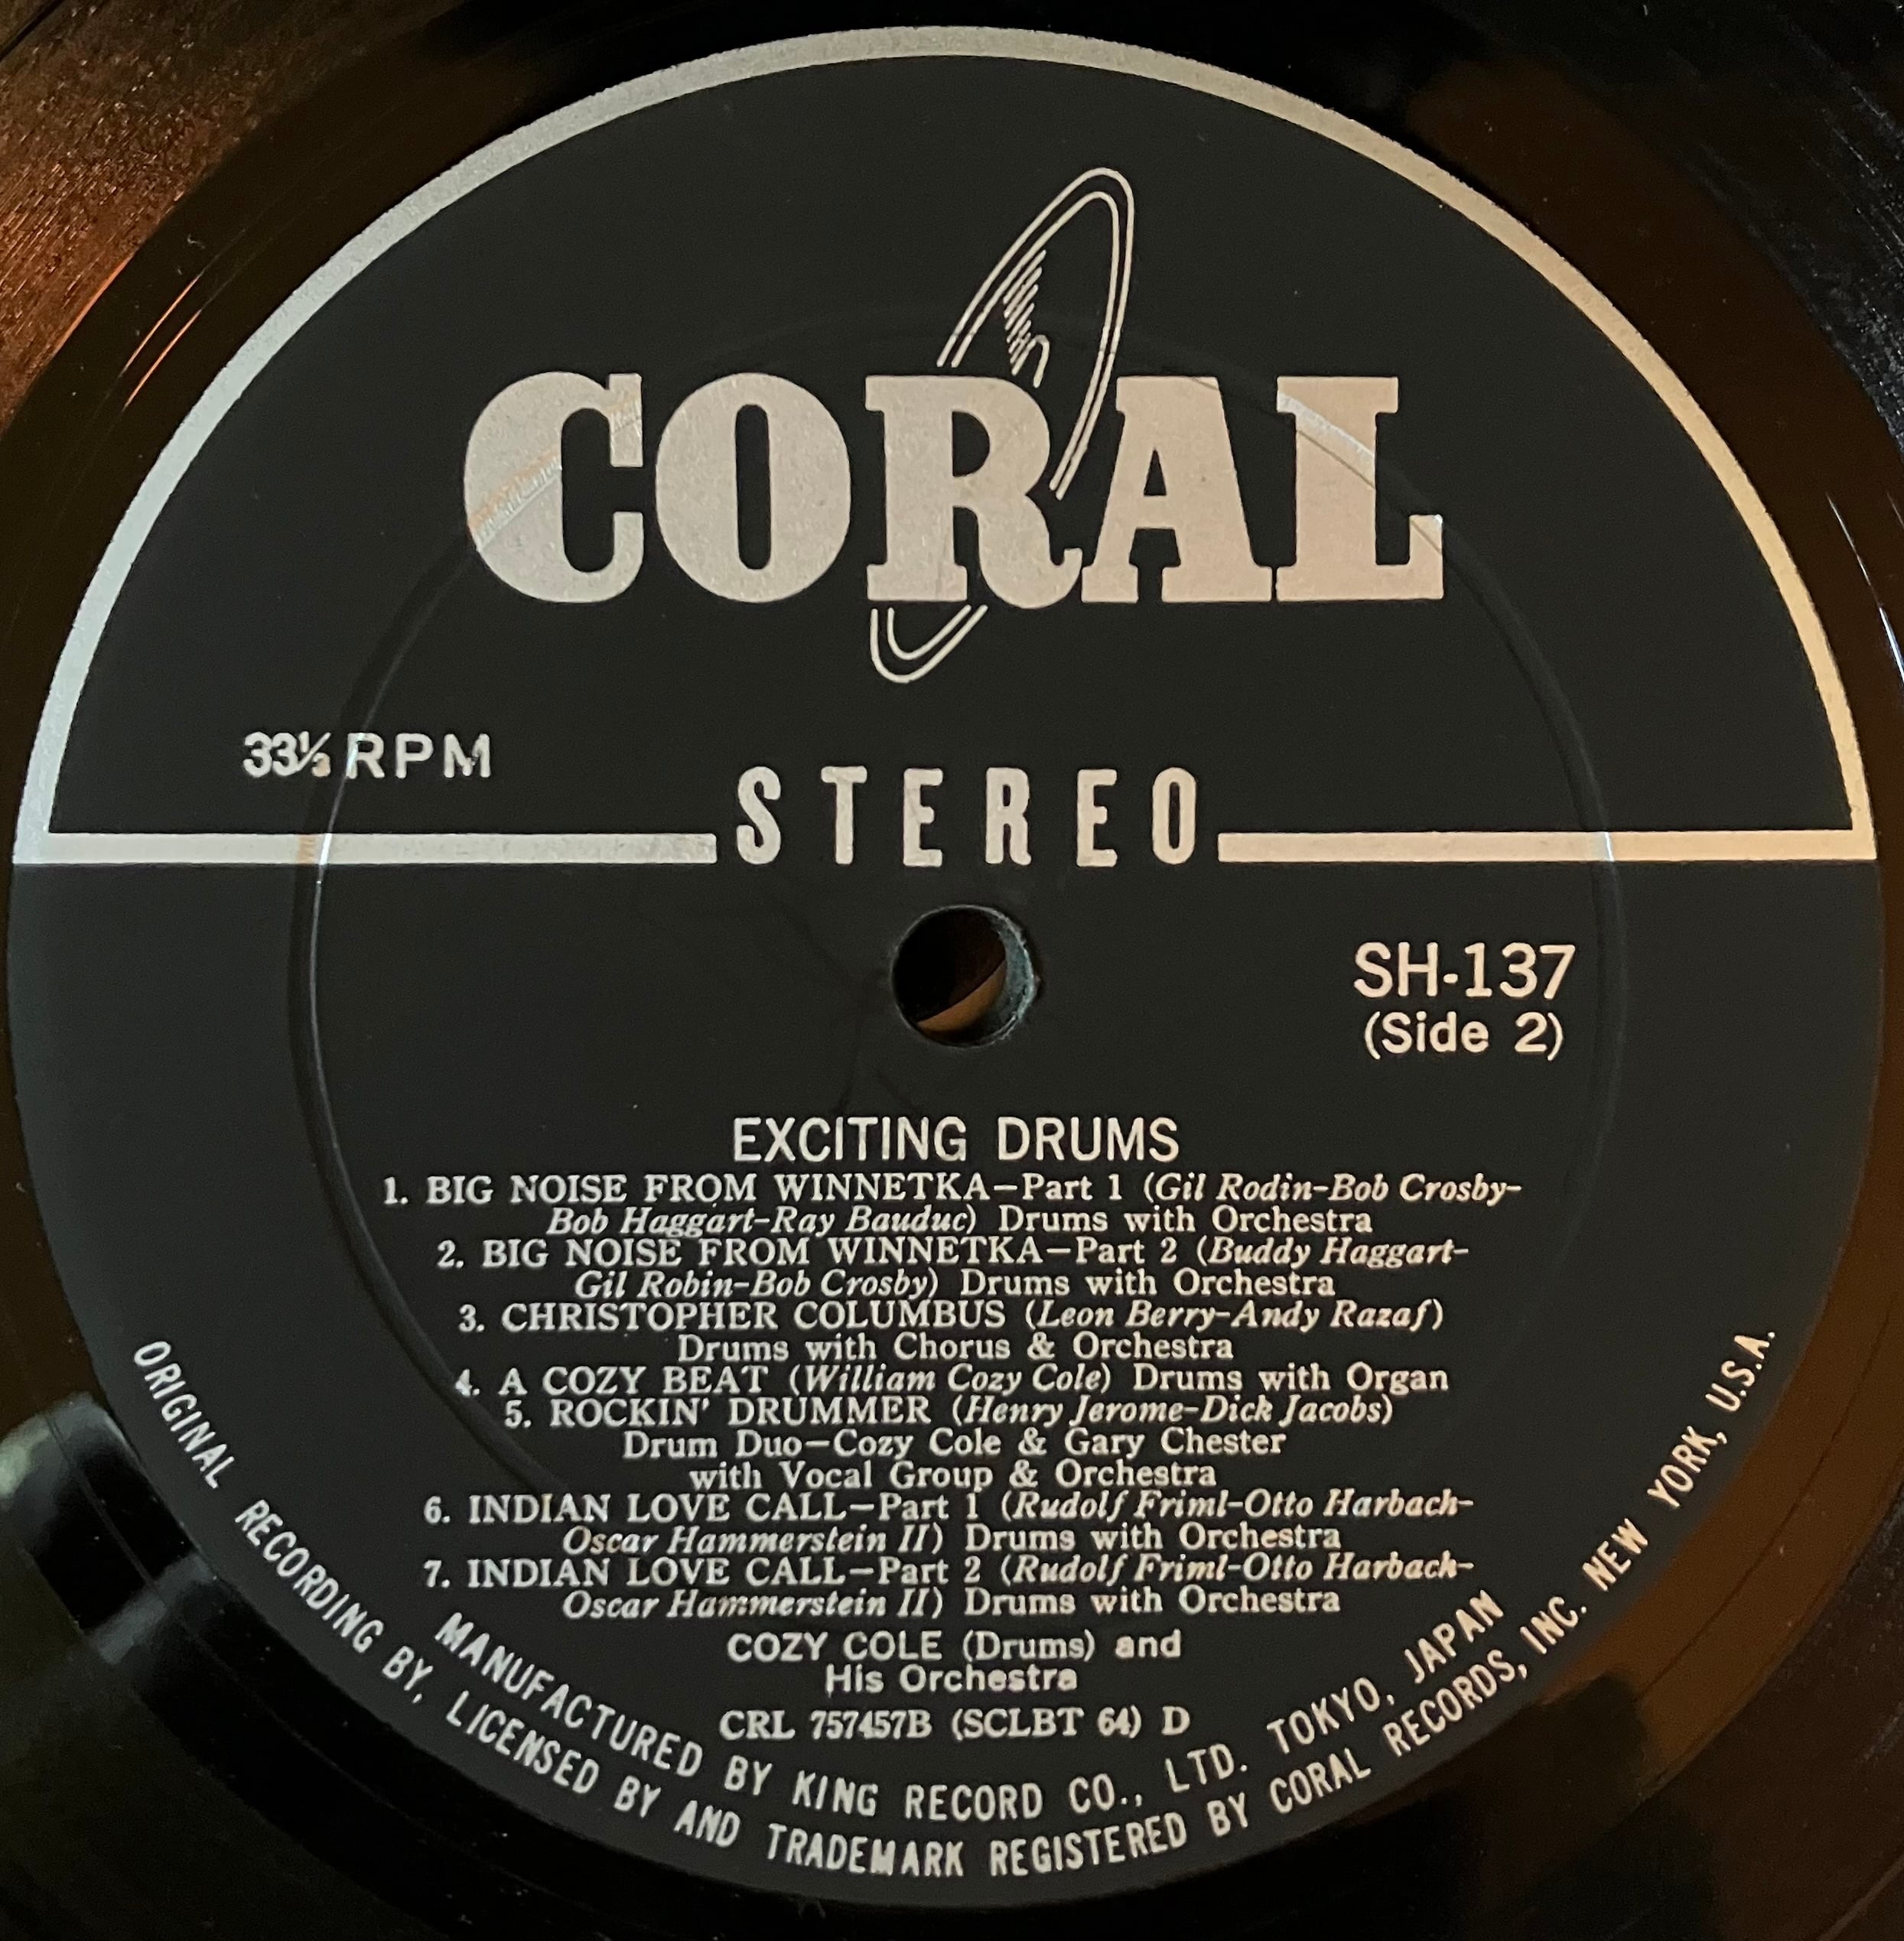 CORAL
33⅓ RPM
STEREO
SH-137
(Side 2)
EXCITING DRUMS
1. BIG NOISE FROM WINNETKA—Part 1 (Gil Rodin-Bob Crosby-
Bob Haggart-Ray Bauduc) Drums with Orchestra
2. BIG NOISE FROM WINNETKA—Part 2 (Buddy Haggart-
Gil Robin-Bob Crosby) Drums with Orchestra
3. CHRISTOPHER COLUMBUS (Leon Berry-Andy Razaf)
Drums with Chorus & Orchestra
4. A COZY BEAT (William Cozy Cole) Drums with Organ
5. ROCKIN' DRUMMER (Henry Jerome-Dick Jacobs)
Drum Duo—Cozy Cole & Gary Chester
with Vocal Group & Orchestra
6. INDIAN LOVE CALL—Part 1 (Rudolf Friml-Otto Harbach-
Oscar Hammerstein II) Drums with Orchestra
7. INDIAN LOVE CALL—Part 2 (Rudolf Friml-Otto Harbach-
Oscar Hammerstein II) Drums with Orchestra
COZY COLE (Drums) and
His Orchestra
CRL 757457B (SCLBT 64) D
MANUFACTURED BY KING RECORD CO., LTD. TOKYO, JAPAN
ORIGINAL RECORDING BY, LICENSED BY AND TRADEMARK REGISTERED BY CORAL RECORDS, INC. NEW YORK, U.S.A.